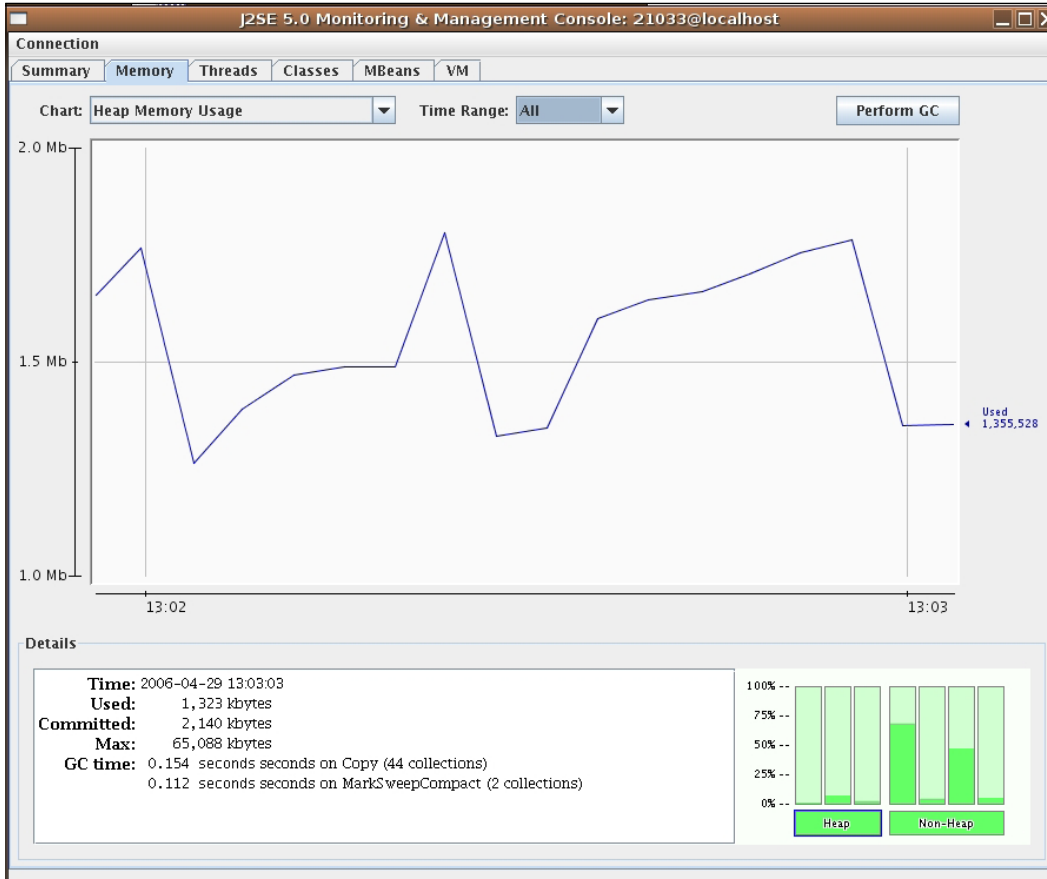 J2SE 5.0 Monitoring & Management Console: 21033@localhost
Connection
Summary Memory Threads Classes MBeans VM
Chart: Heap Memory Usage Time Range: All Perform GC
2.0 Mb
1.5 Mb
Used
1,355,528
1.0 Mb
13:02 13:03
Details
Time: 2006-04-29 13:03:03
Used: 1,323 kbytes
Committed: 2,140 kbytes
Max: 65,088 kbytes
GC time: 0.154 seconds seconds on Copy (44 collections)
0.112 seconds seconds on MarkSweepCompact (2 collections)
100% --
75% --
50% --
25% --
0% --
Heap Non-Heap